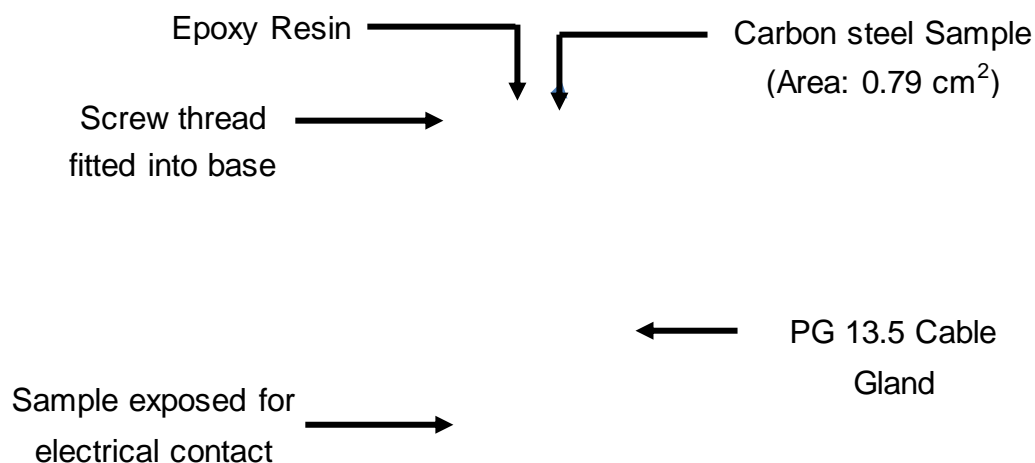 Epoxy Resin
Carbon steel Sample
(Area: 0.79 cm²)
Screw thread
fitted into base
PG 13.5 Cable
Gland
Sample exposed for
electrical contact